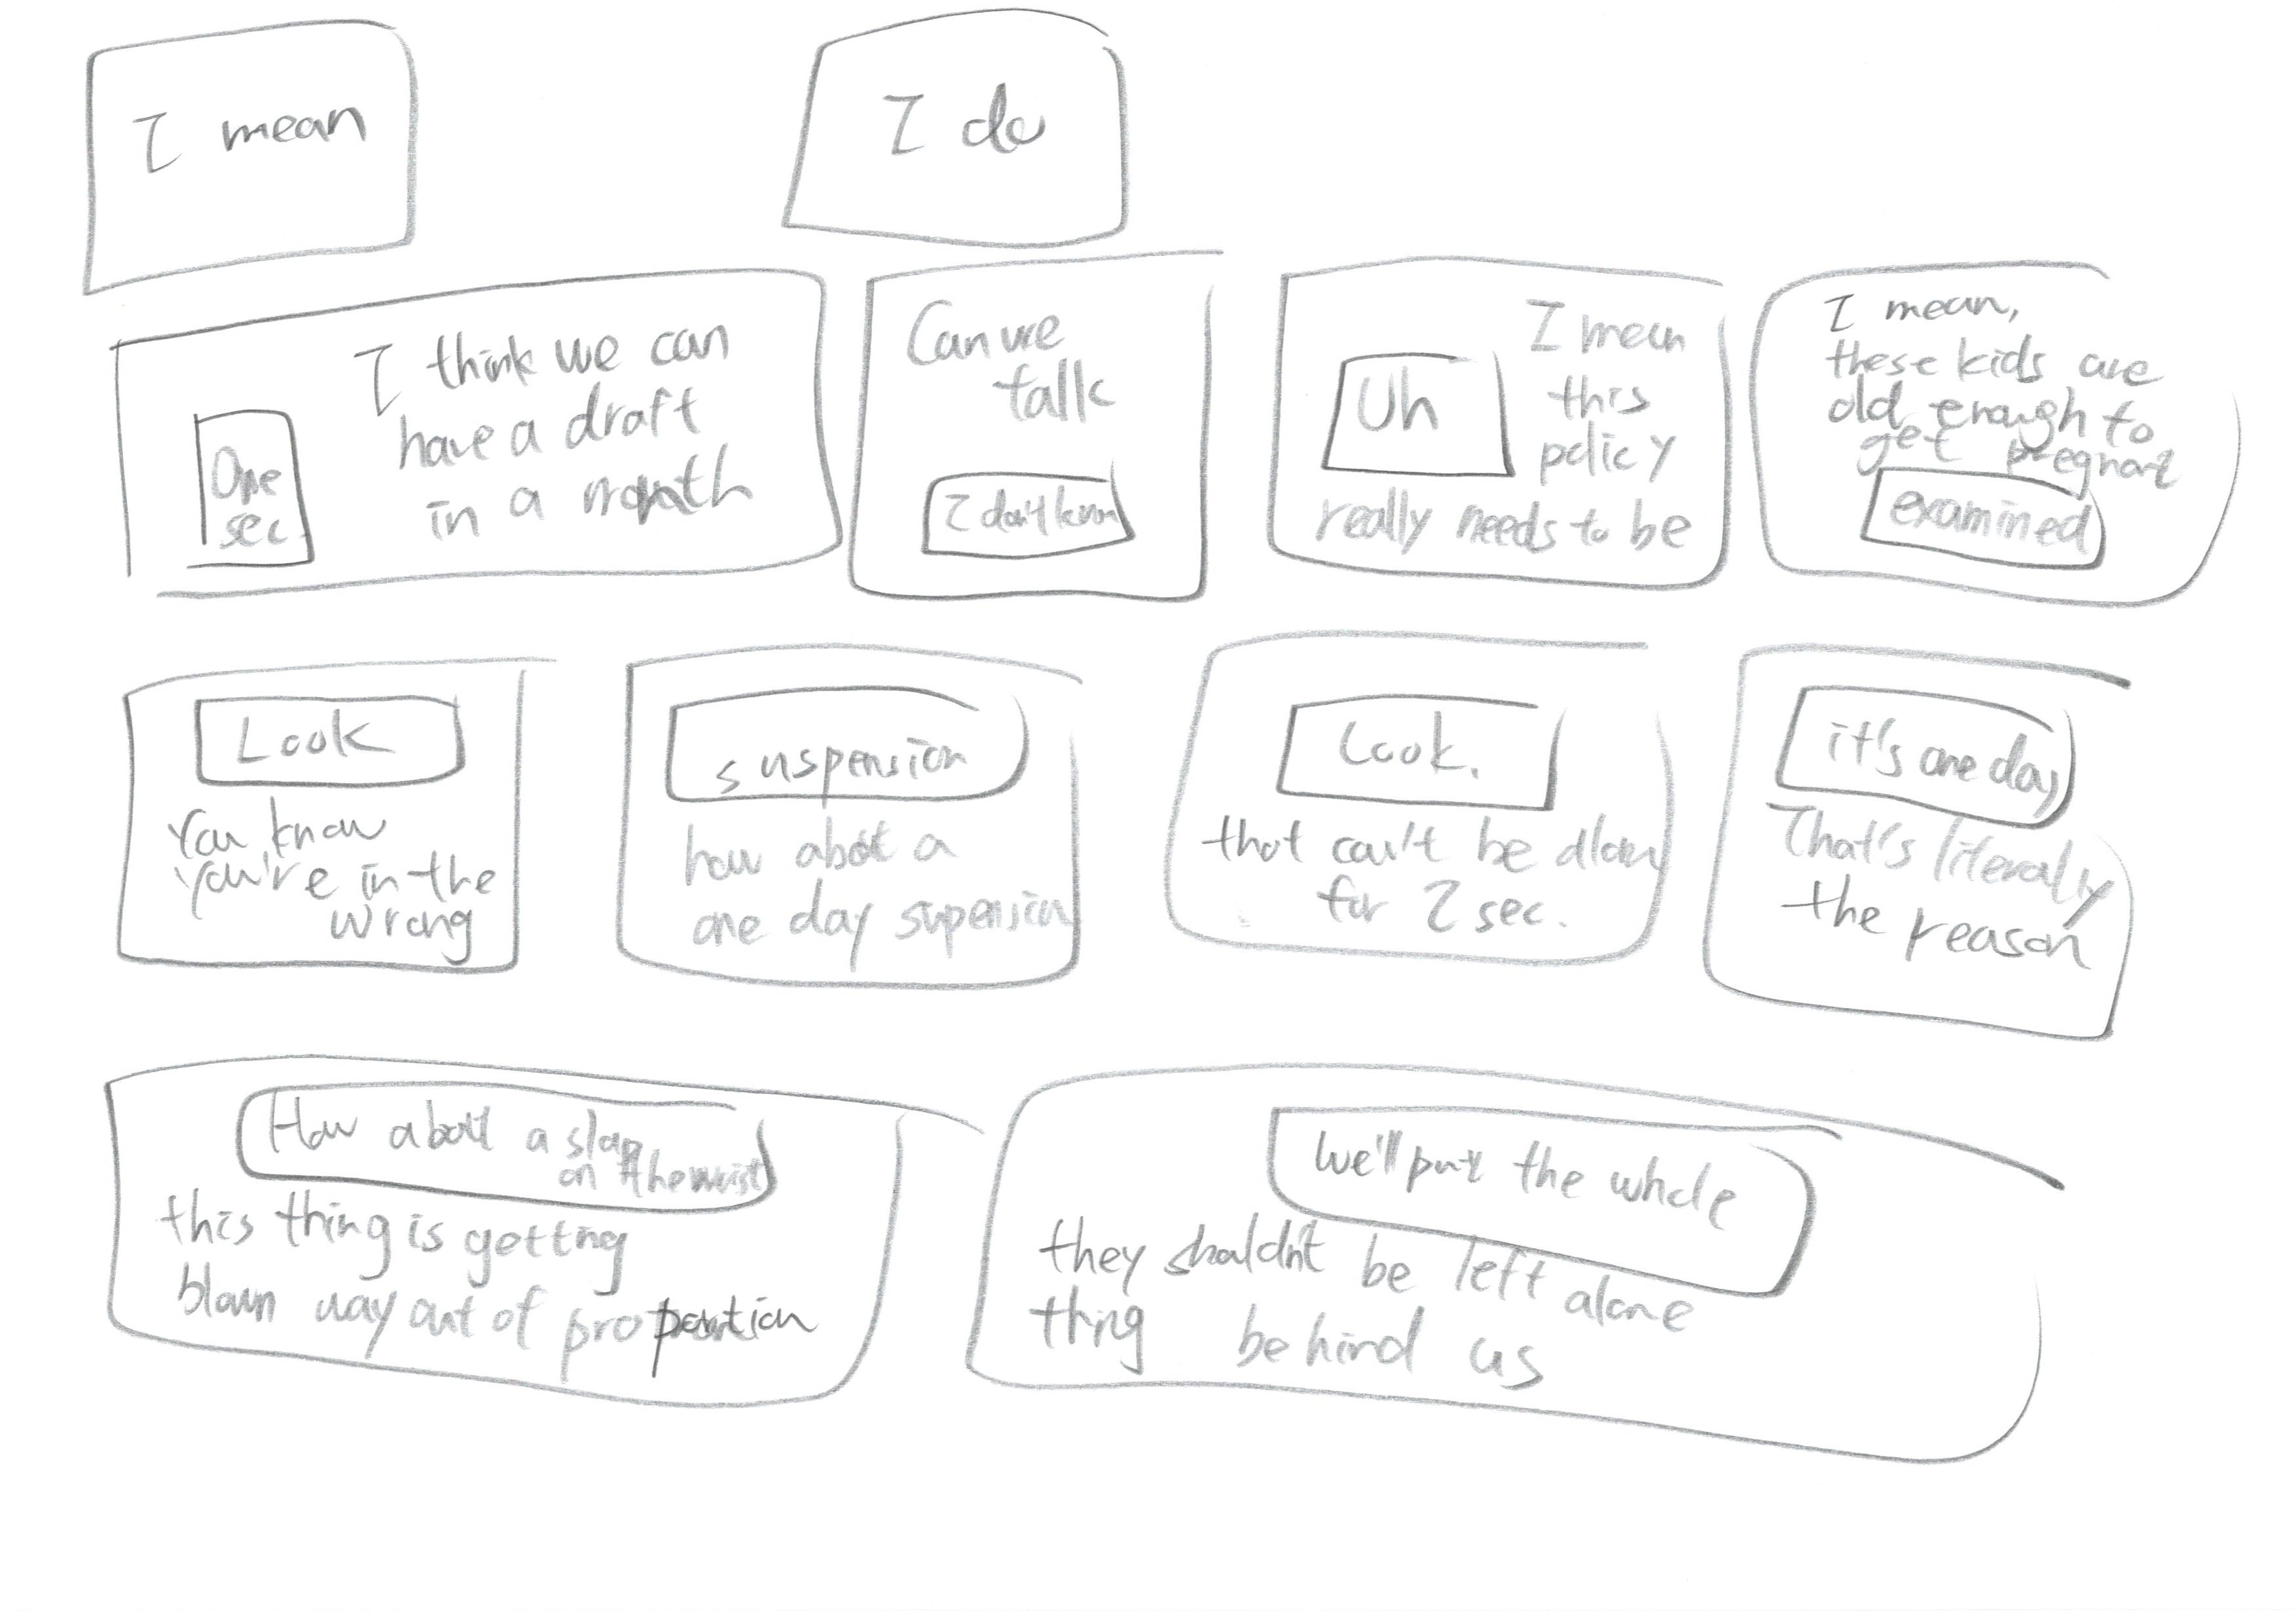 I mean
I do
One
sec.
I think we can
have a draft
in a month
Can we
talk
I don't know
Uh
I mean
this
policy
really needs to be
I mean,
these kids are
old enough to
get pregnant
examined
Look
You know
You're in the
wrong
suspension
how about a
one day supension
Look.
that can't be
for 2 sec.
it's one day
That's literaly
the reason
How about a slap
on the wrist
this thing is getting
blown way out of proportion
We'll put the whole
they shouldn't be left alone
thing behind us